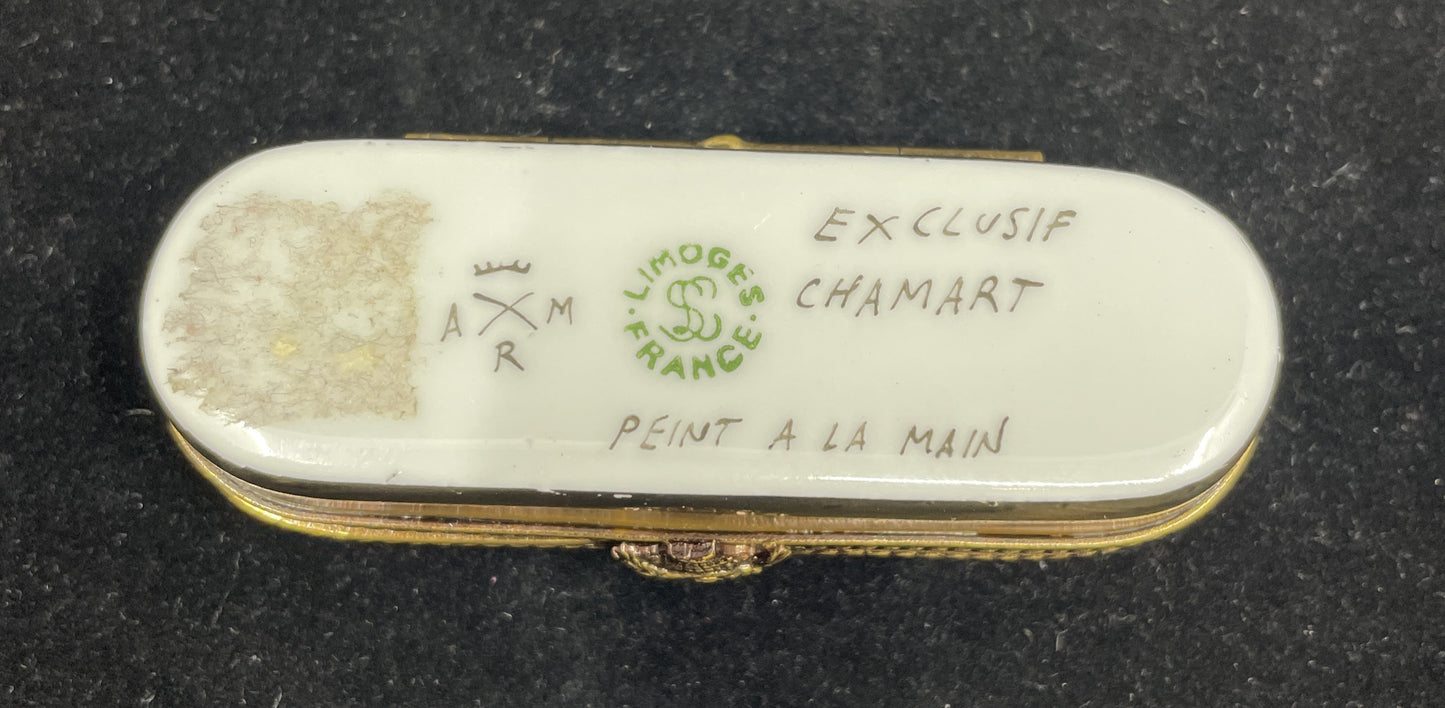 A M
R
LIMOGES
FRANCE
EXCLUSIF
CHAMART
PEINT A LA MAIN